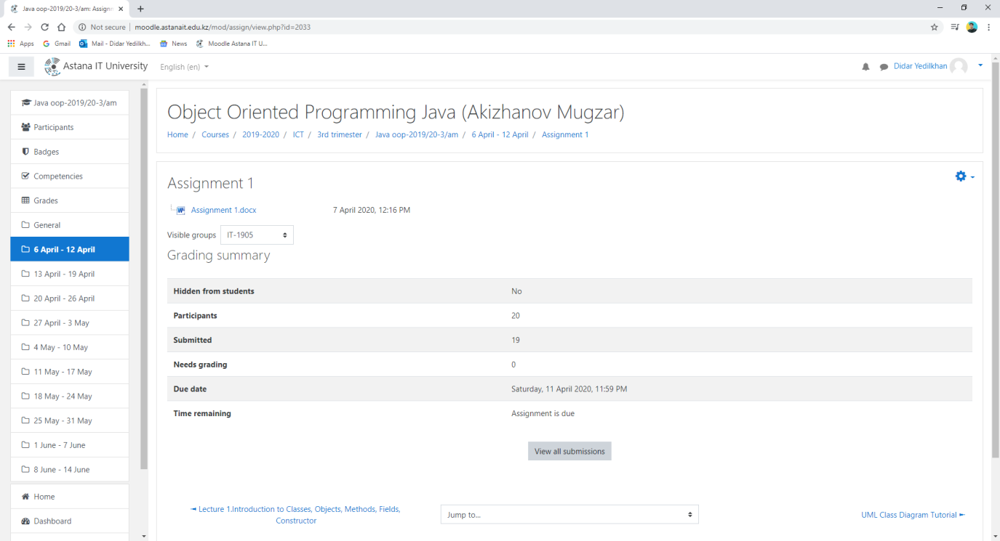 Java oop-2019/20-3/am: Assignm
Not secure | moodle.astanait.edu.kz/mod/assign/view.php?id=2033
Apps Gmail Mail - Didar Yedilkh... News Moodle Astana IT U...
Astana IT University English (en) Didar Yedilkhan
Java oop-2019/20-3/am
Participants
Badges
Competencies
Grades
General
6 April - 12 April
13 April - 19 April
20 April - 26 April
27 April - 3 May
4 May - 10 May
11 May - 17 May
18 May - 24 May
25 May - 31 May
1 June - 7 June
8 June - 14 June
Home
Dashboard
Object Oriented Programming Java (Akizhanov Mugzar)
Home / Courses / 2019-2020 / ICT / 3rd trimester / Java oop-2019/20-3/am / 6 April - 12 April / Assignment 1
Assignment 1
Assignment 1.docx 7 April 2020, 12:16 PM
Visible groups IT-1905
Grading summary
Hidden from students No
Participants 20
Submitted 19
Needs grading 0
Due date Saturday, 11 April 2020, 11:59 PM
Time remaining Assignment is due
View all submissions
◄ Lecture 1.Introduction to Classes, Objects, Methods, Fields,
Constructor
Jump to...
UML Class Diagram Tutorial ►